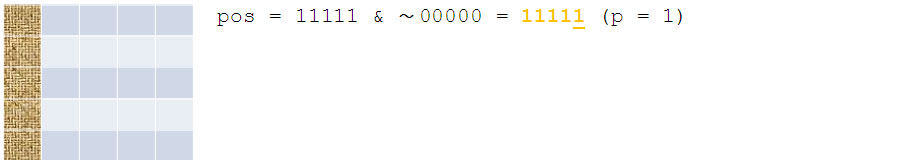 pos = 11111 & ～00000 = 11111 (p = 1)